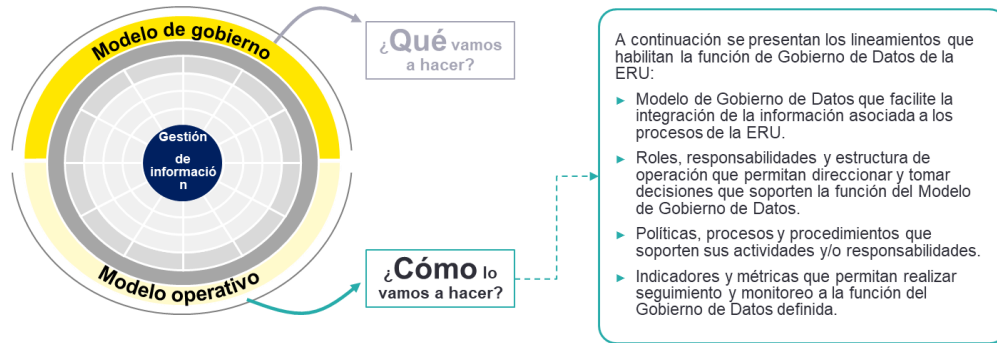 Modelo de gobierno
Gestión
de
informació
n
Modelo operativo
¿Qué vamos
a hacer?
¿Cómo lo
vamos a hacer?
A continuación se presentan los lineamientos que
habilitan la función de Gobierno de Datos de la
ERU:
► Modelo de Gobierno de Datos que facilite la
integración de la información asociada a los
procesos de la ERU.
► Roles, responsabilidades y estructura de
operación que permitan direccionar y tomar
decisiones que soporten la función del Modelo
de Gobierno de Datos.
► Políticas, procesos y procedimientos que
soporten sus actividades y/o responsabilidades.
► Indicadores y métricas que permitan realizar
seguimiento y monitoreo a la función del
Gobierno de Datos definida.